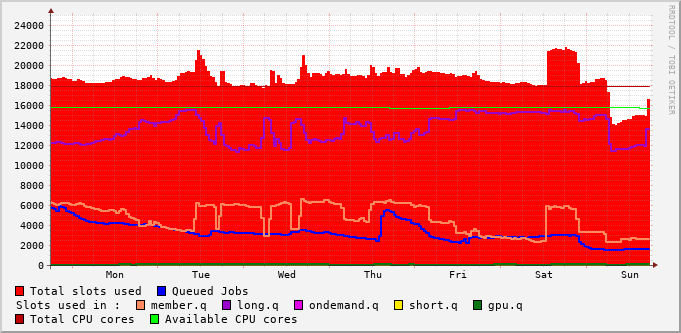 24000
22000
20000
18000
16000
14000
12000
10000
8000
6000
4000
2000
0
Mon Tue Wed Thu Fri Sat Sun
Total slots used Queued Jobs
Slots used in : member.q long.q ondemand.q short.q gpu.q
Total CPU cores Available CPU cores
RRDTOOL / TOBI OETIKER